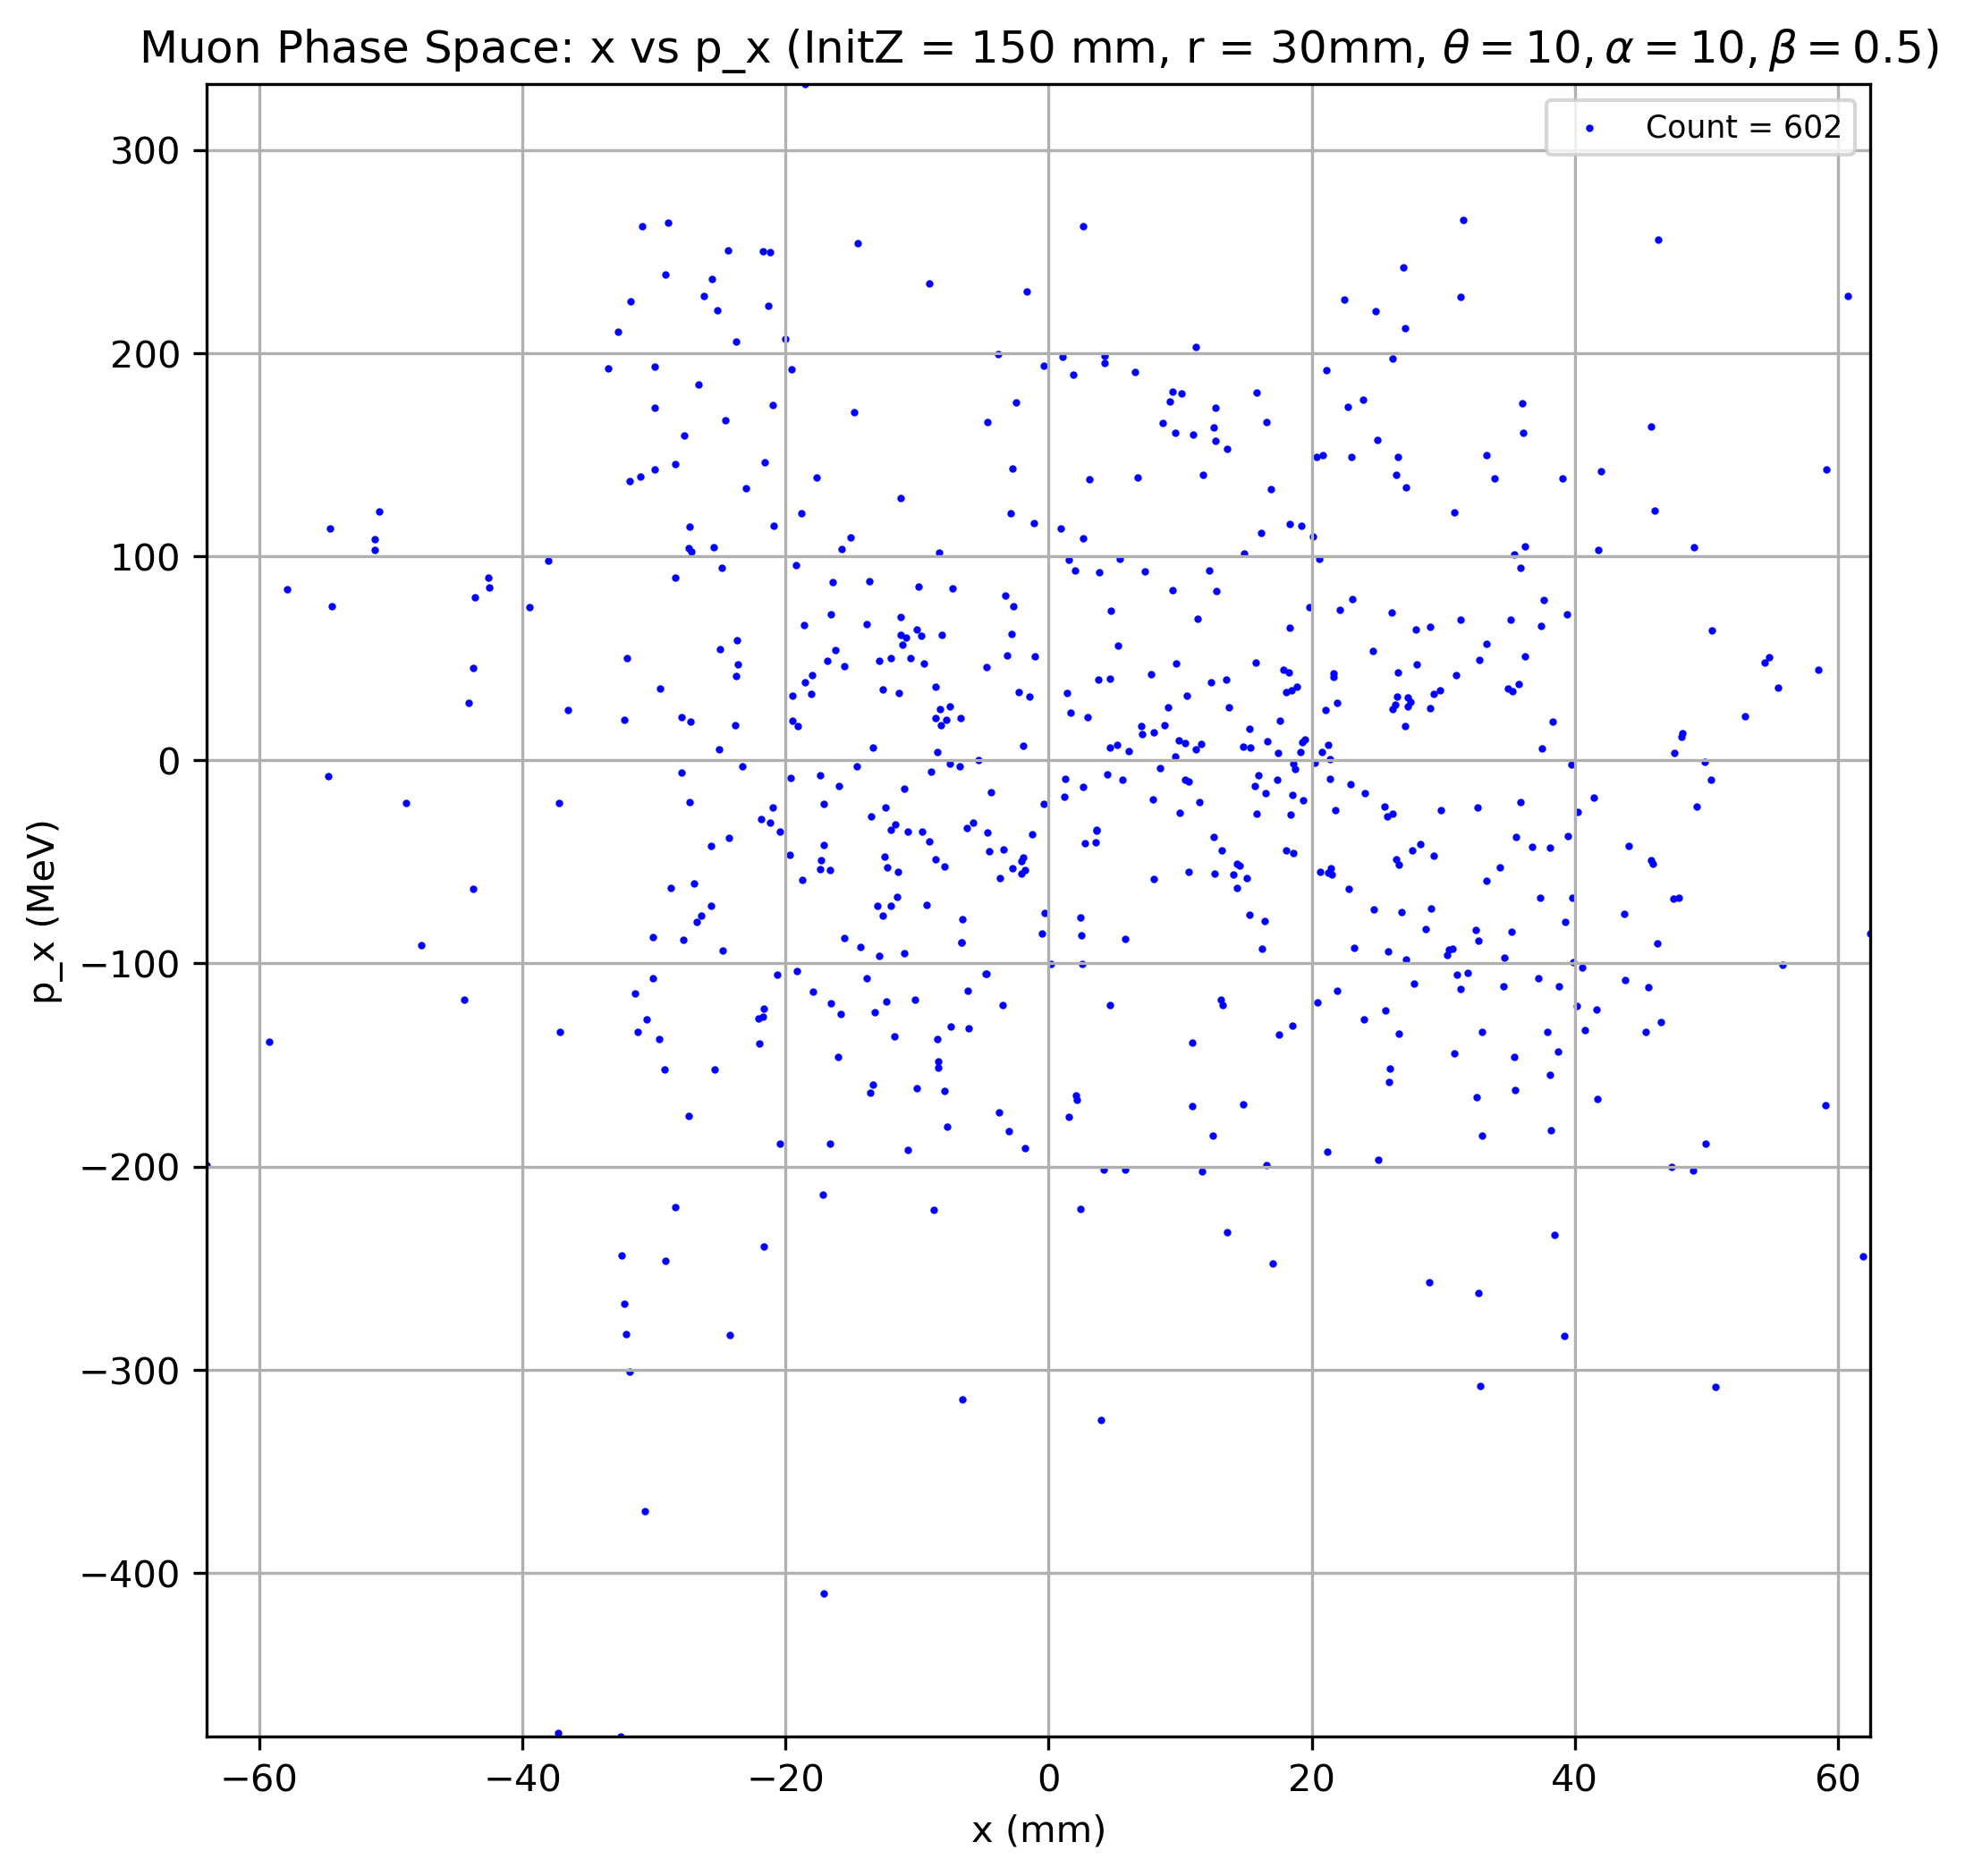 Muon Phase Space: x vs p_x (InitZ = 150 mm, r = 30mm, θ = 10, α = 10, β = 0.5)
Count = 602
300
200
100
0
−100
−200
−300
−400
p_x (MeV)
−60 −40 −20 0 20 40 60
x (mm)